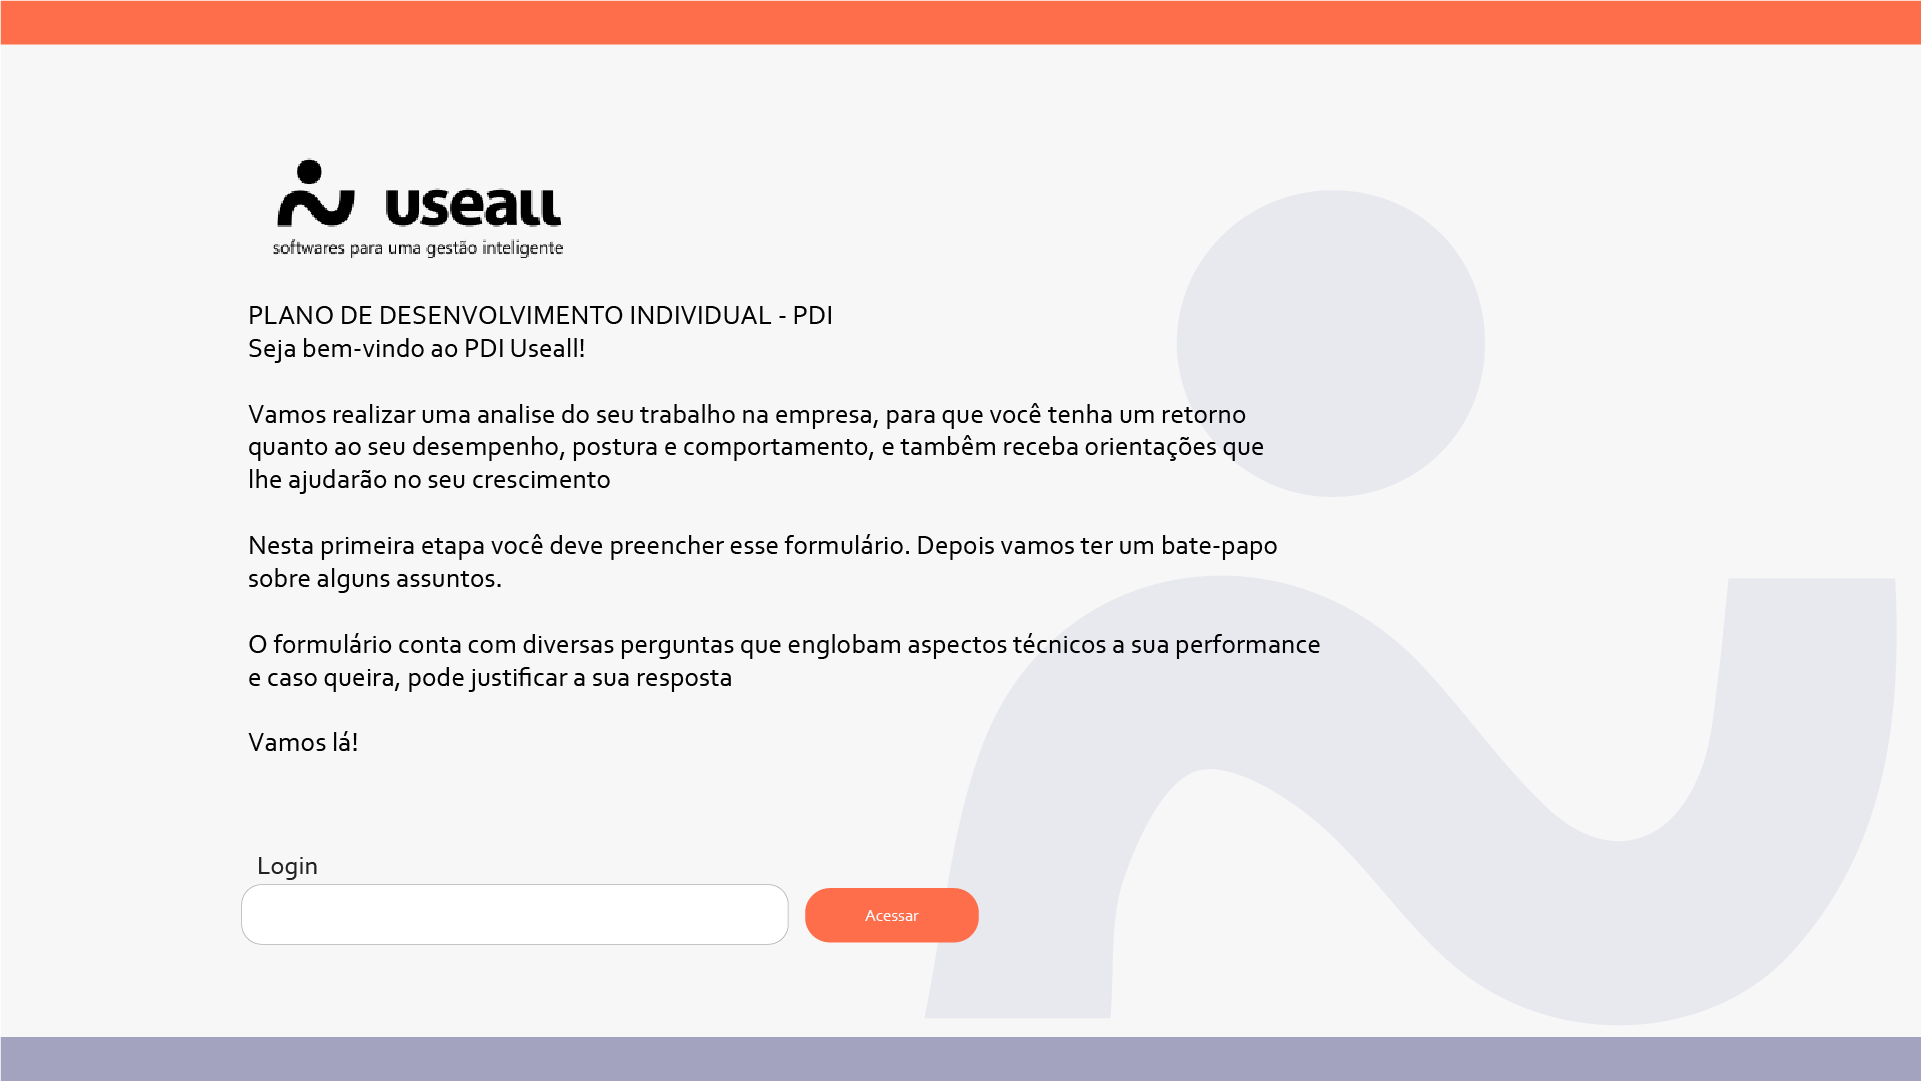 useall
softwares para uma gestão inteligente
PLANO DE DESENVOLVIMENTO INDIVIDUAL - PDI
Seja bem-vindo ao PDI Useall!
Vamos realizar uma analise do seu trabalho na empresa, para que você tenha um retorno
quanto ao seu desempenho, postura e comportamento, e tambêm receba orientações que
lhe ajudarão no seu crescimento
Nesta primeira etapa você deve preencher esse formulário. Depois vamos ter um bate-papo
sobre alguns assuntos.
O formulário conta com diversas perguntas que englobam aspectos técnicos a sua performance
e caso queira, pode justificar a sua resposta
Vamos lá!
Login
Acessar